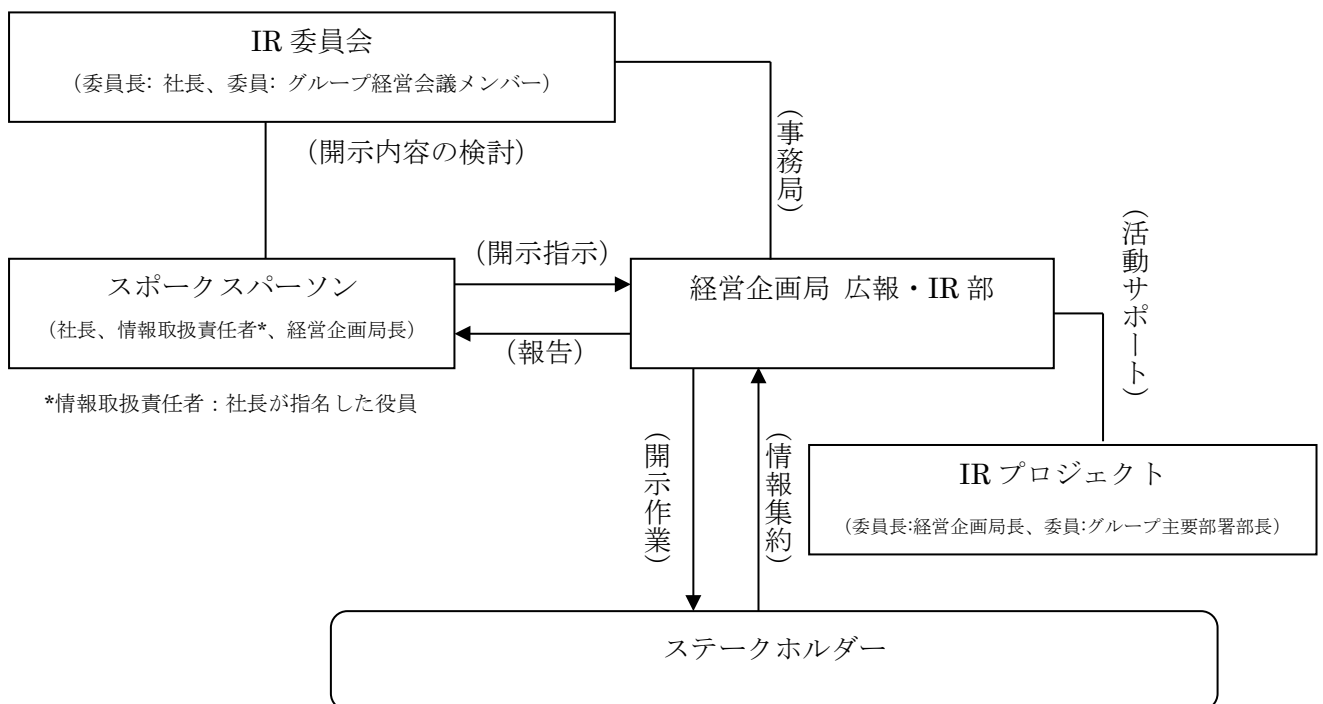 IR 委員会
（委員長: 社長、委員: グループ経営会議メンバー）
（開示内容の検討）
（事務局）
（活動サポート）
（開示指示）
スポークスパーソン
（社長、情報取扱責任者*、経営企画局長）
経営企画局 広報・IR 部
（報告）
*情報取扱責任者：社長が指名した役員
（開示作業）
（情報集約）
IR プロジェクト
（委員長:経営企画局長、委員:グループ主要部署部長）
ステークホルダー